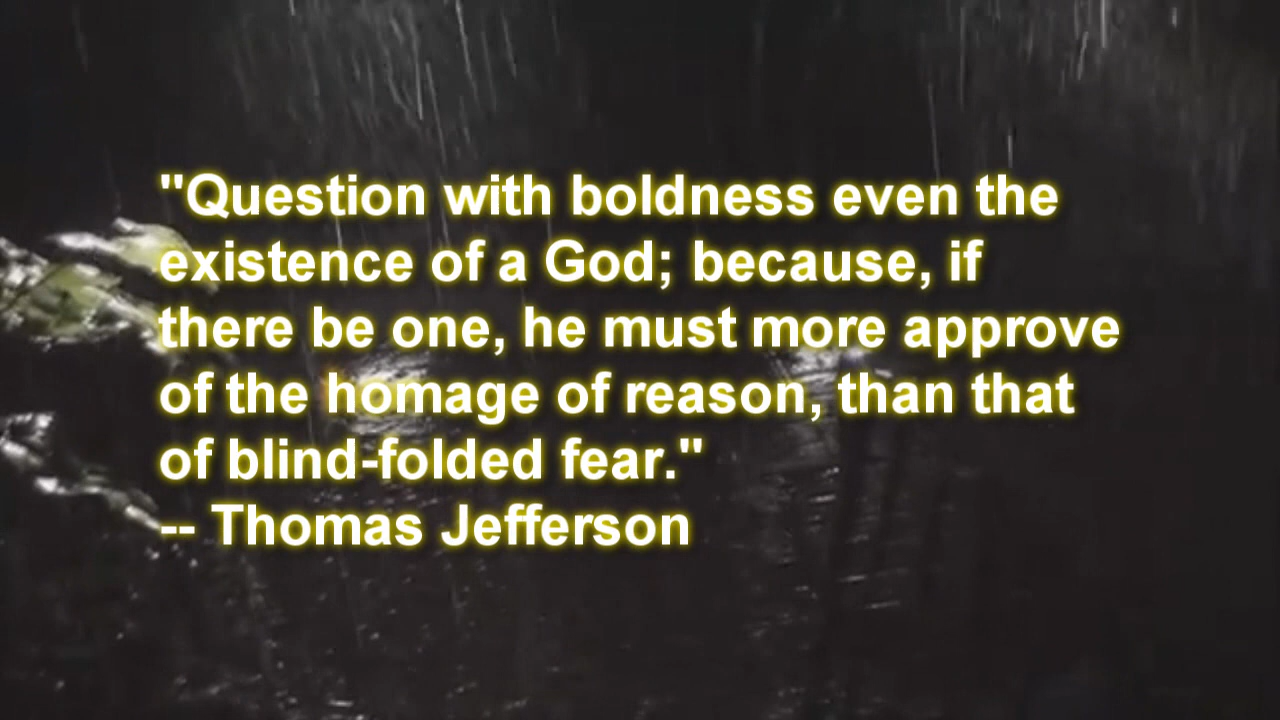 "Question with boldness even the
existence of a God; because, if
there be one, he must more approve
of the homage of reason, than that
of blind-folded fear."
-- Thomas Jefferson